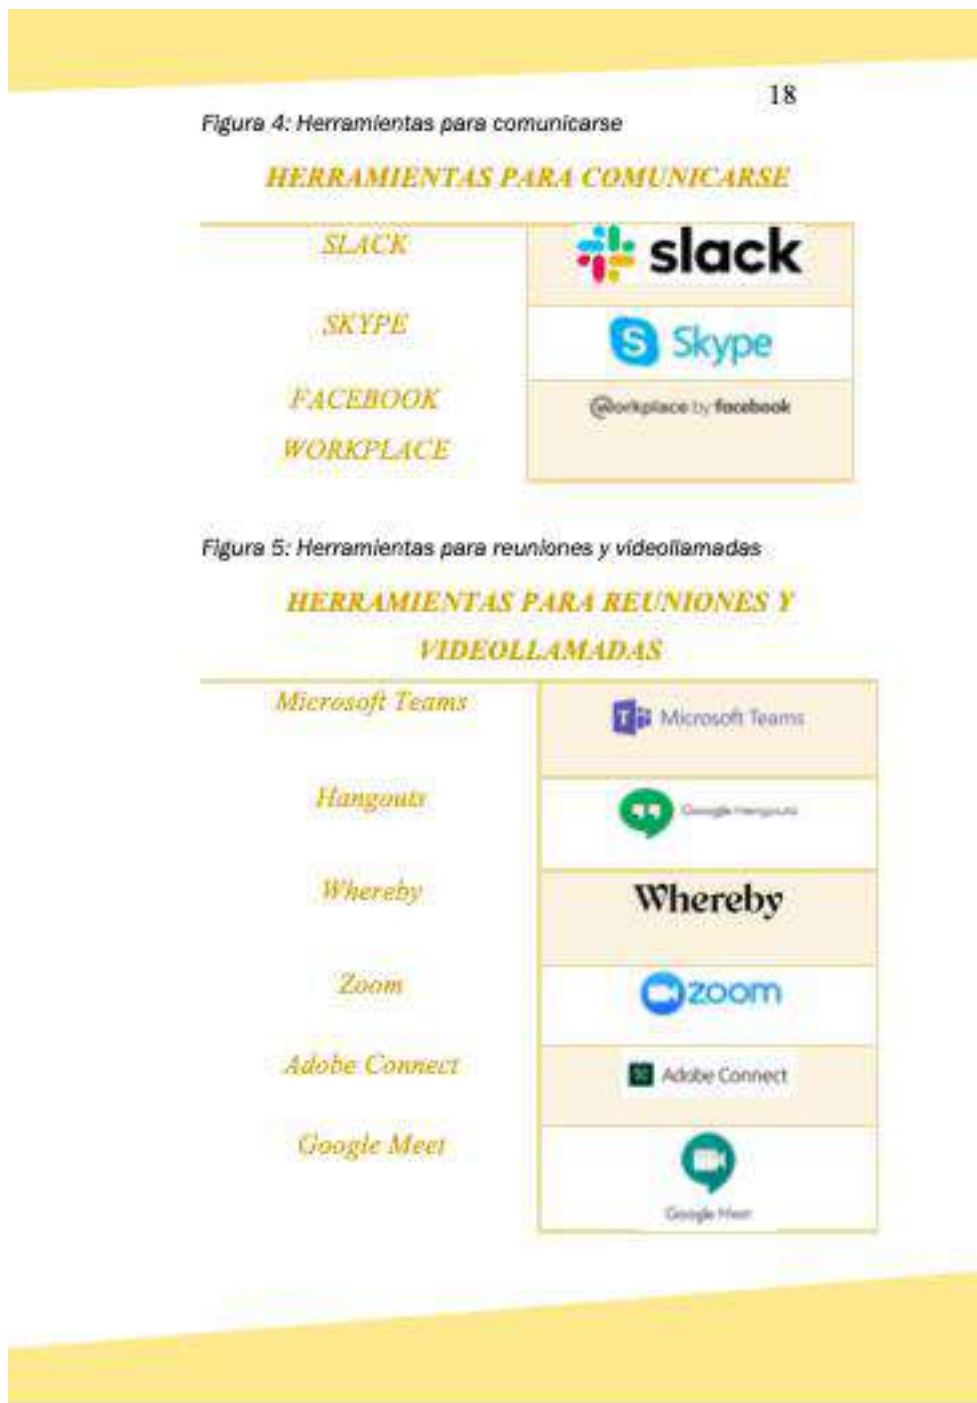 18
Figura 4: Herramientas para comunicarse
HERRAMIENTAS PARA COMUNICARSE
SLACK
slack
SKYPE
Skype
FACEBOOK
WORKPLACE
workplace by facebook
Figura 5: Herramientas para reuniones y videollamadas
HERRAMIENTAS PARA REUNIONES Y
VIDEOLLAMADAS
Microsoft Teams
Microsoft Teams
Hangouts
Google Hangouts
Whereby
Whereby
Zoom
zoom
Adobe Connect
Adobe Connect
Google Meet
Google Meet